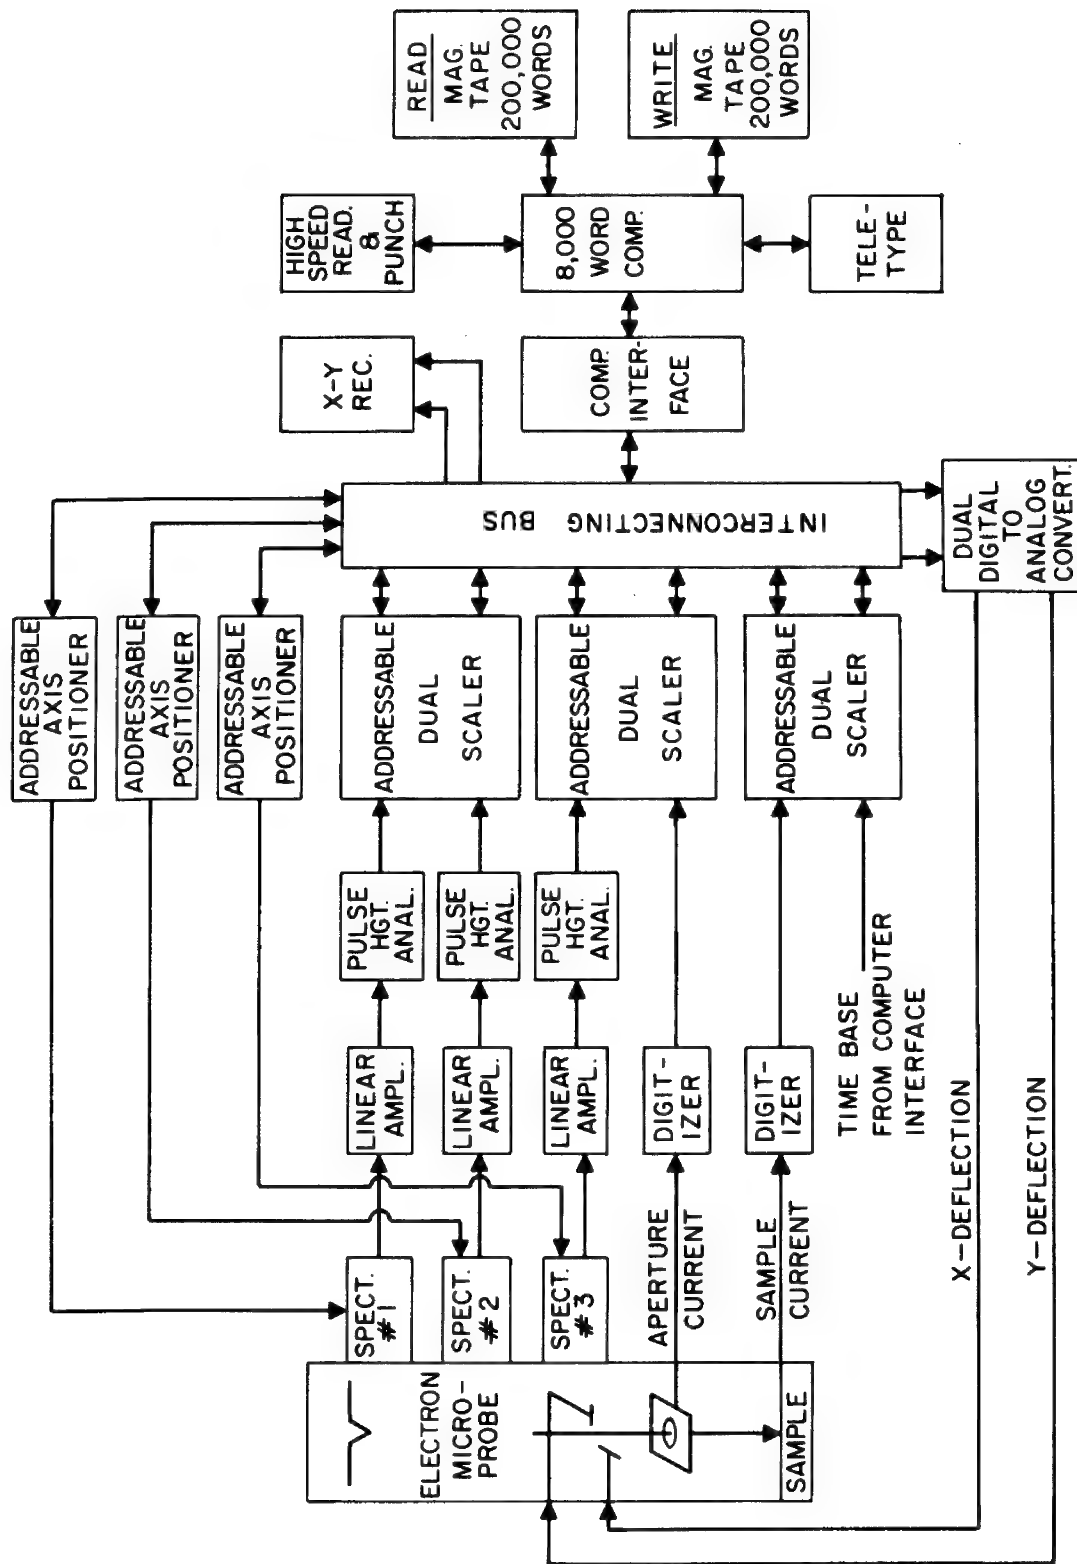 ADDRESSABLE
AXIS
POSITIONER
ADDRESSABLE
AXIS
POSITIONER
ADDRESSABLE
AXIS
POSITIONER
X-Y
REC.
HIGH
SPEED
READ.
&
PUNCH
READ
MAG.
TAPE
200,000
WORDS
ELECTRON
MICRO-
PROBE
SPECT.
#1
SPECT.
#2
SPECT.
#3
LINEAR
AMPL.
LINEAR
AMPL.
LINEAR
AMPL.
PULSE
HGT.
ANAL.
PULSE
HGT.
ANAL.
PULSE
HGT.
ANAL.
ADDRESSABLE
DUAL
SCALER
ADDRESSABLE
DUAL
SCALER
ADDRESSABLE
DUAL
SCALER
INTERCONNECTING
BUS
COMP.
INTER-
FACE
8,000
WORD
COMP.
WRITE
MAG.
TAPE
200,000
WORDS
TELE-
TYPE
APERTURE
CURRENT
DIGIT-
IZER
SAMPLE
SAMPLE
CURRENT
DIGIT-
IZER
TIME BASE
FROM COMPUTER
INTERFACE
DUAL
DIGITAL
TO
ANALOG
CONVERT.
X-DEFLECTION
Y-DEFLECTION